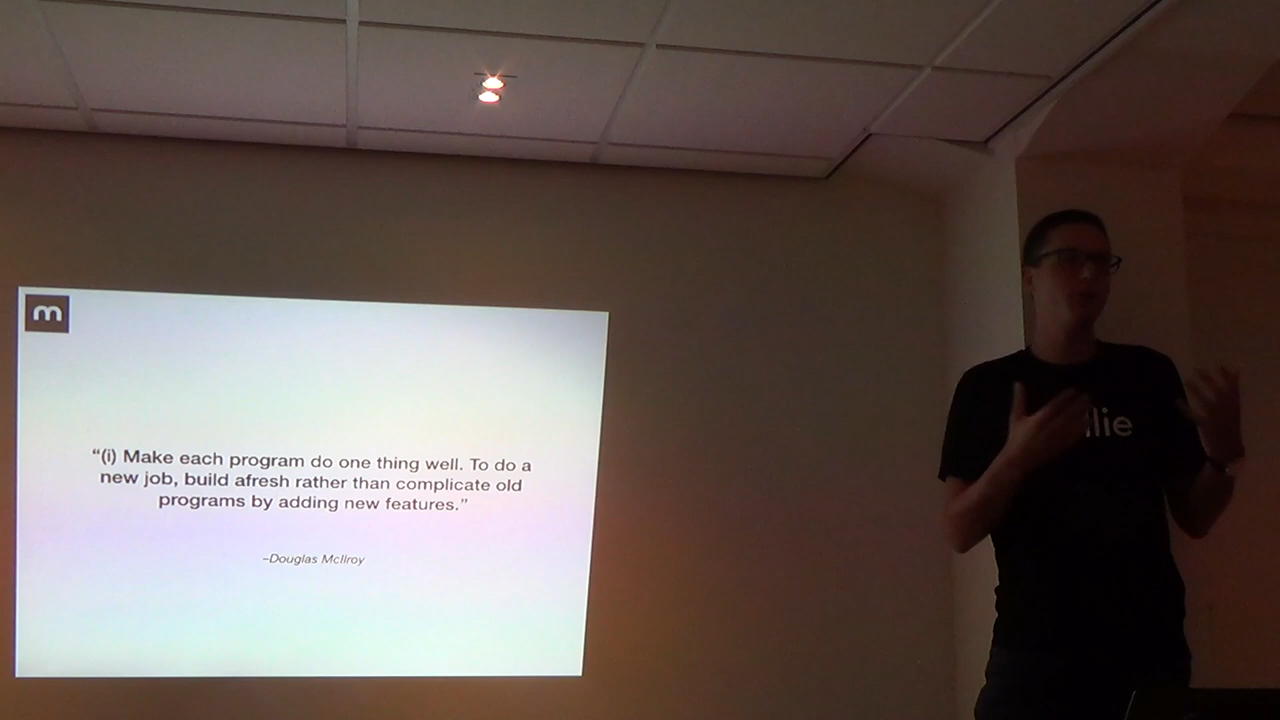 m
“(i) Make each program do one thing well. To do a
new job, build afresh rather than complicate old
programs by adding new features.”
–Douglas McIlroy
llie